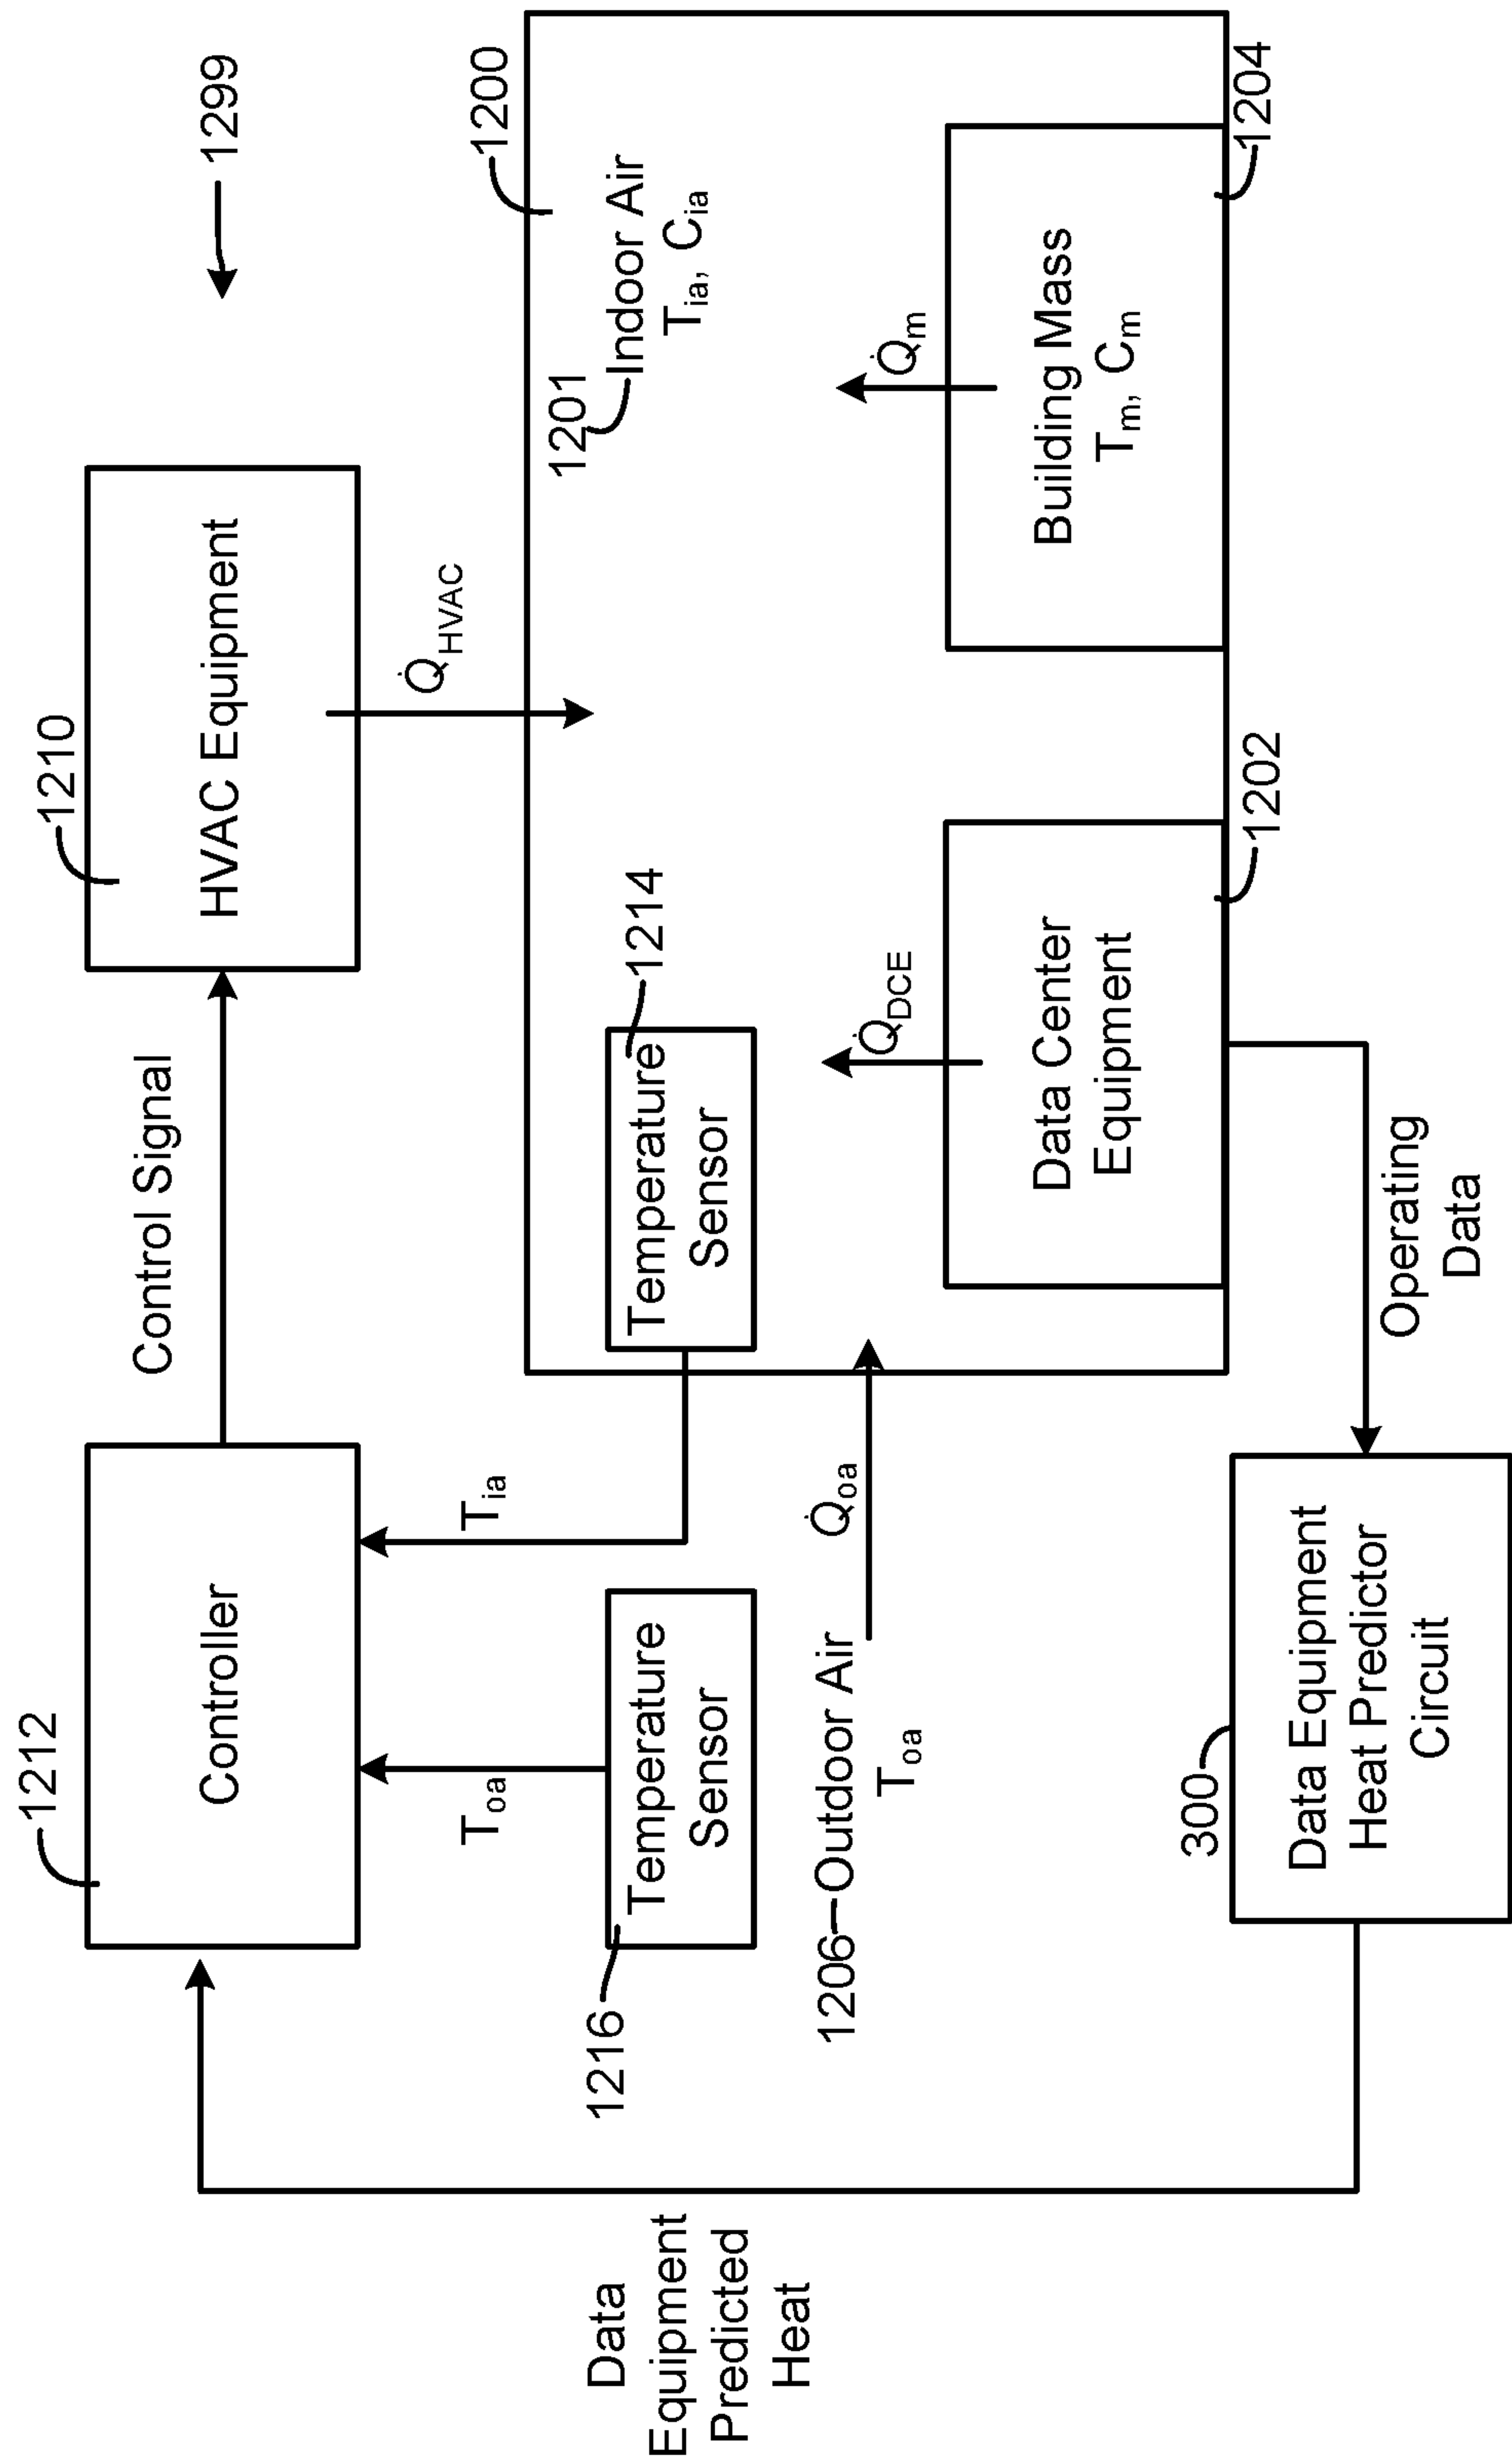 1299
1212
Controller
Control Signal
1210
HVAC Equipment
Q̇HVAC
1200
1201
Indoor Air
Tia, Cia
Toa
Tia
1216
Temperature
Sensor
Temperature
Sensor
1214
1206
Outdoor Air
Toa
Q̇oa
Q̇DCE
Data Center
Equipment
1202
Q̇m
Building Mass
Tm, Cm
1204
Data
Equipment
Predicted
Heat
300
Data Equipment
Heat Predictor
Circuit
Operating
Data